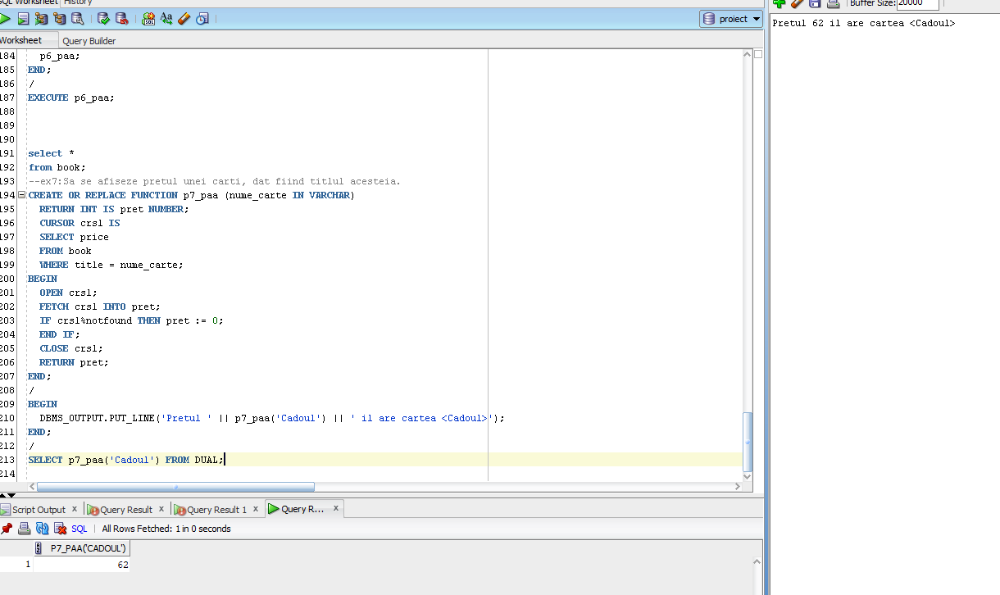 SQL Worksheet History
proiect
Worksheet Query Builder
184 p6_paa;
185 END;
186 /
187 EXECUTE p6_paa;
188
189
190
191 select *
192 from book;
193 --ex7:Sa se afiseze pretul unei carti, dat fiind titlul acesteia.
194 CREATE OR REPLACE FUNCTION p7_paa (nume_carte IN VARCHAR)
195 RETURN INT IS pret NUMBER;
196 CURSOR crsl IS
197 SELECT price
198 FROM book
199 WHERE title = nume_carte;
200 BEGIN
201 OPEN crsl;
202 FETCH crsl INTO pret;
203 IF crsl%notfound THEN pret := 0;
204 END IF;
205 CLOSE crsl;
206 RETURN pret;
207 END;
208 /
209 BEGIN
210 DBMS_OUTPUT.PUT_LINE('Pretul ' || p7_paa('Cadoul') || ' il are cartea <Cadoul>');
211 END;
212 /
213 SELECT p7_paa('Cadoul') FROM DUAL;
214
Script Output x Query Result x Query Result 1 x Query R... x
SQL All Rows Fetched: 1 in 0 seconds
P7_PAA('CADOUL')
1 62
Buffer Size: 20000
Pretul 62 il are cartea <Cadoul>